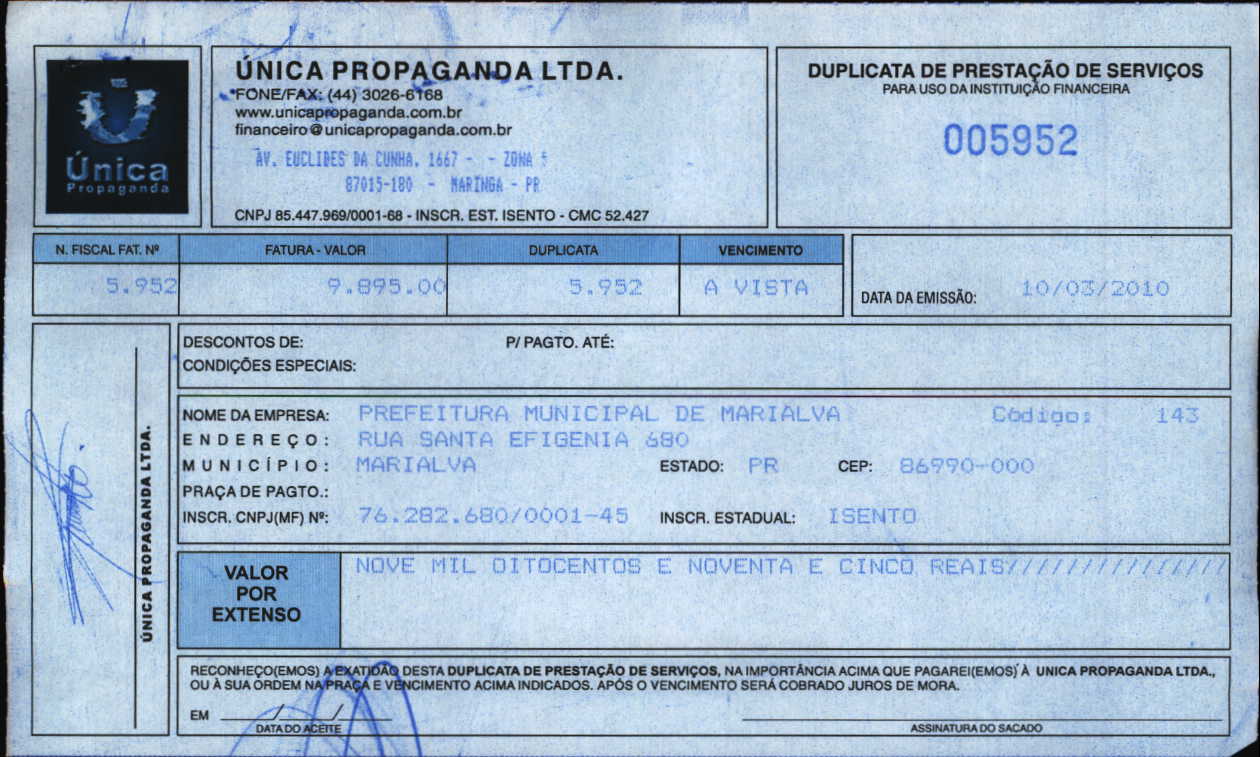 Única
Propaganda
ÚNICA PROPAGANDA LTDA.
FONE/FAX: (44) 3026-6168
www.unicapropaganda.com.br
financeiro@unicapropaganda.com.br
AV. EUCLIDES DA CUNHA, 1667 - - ZONA 5
87015-180 - MARINGA - PR
CNPJ 85.447.969/0001-68 - INSCR. EST. ISENTO - CMC 52.427
DUPLICATA DE PRESTAÇÃO DE SERVIÇOS
PARA USO DA INSTITUIÇÃO FINANCEIRA
005952
N. FISCAL FAT. Nº FATURA - VALOR DUPLICATA VENCIMENTO
5.952 9.895.00 5.952 A VISTA
DATA DA EMISSÃO: 10/03/2010
DESCONTOS DE: P/ PAGTO. ATÉ:
CONDIÇÕES ESPECIAIS:
NOME DA EMPRESA: PREFEITURA MUNICIPAL DE MARIALVA Código: 143
ENDEREÇO: RUA SANTA EFIGENIA 680
MUNICÍPIO: MARIALVA ESTADO: PR CEP: 86990-000
PRAÇA DE PAGTO.:
INSCR. CNPJ(MF) Nº: 76.282.680/0001-45 INSCR. ESTADUAL: ISENTO
ÚNICA PROPAGANDA LTDA.
VALOR
POR
EXTENSO
NOVE MIL OITOCENTOS E NOVENTA E CINCO REAIS/////////////////
RECONHEÇO(EMOS) A EXATIDÃO DESTA DUPLICATA DE PRESTAÇÃO DE SERVIÇOS, NA IMPORTÂNCIA ACIMA QUE PAGAREI(EMOS) À UNICA PROPAGANDA LTDA.,
OU À SUA ORDEM NA PRAÇA E VENCIMENTO ACIMA INDICADOS. APÓS O VENCIMENTO SERÁ COBRADO JUROS DE MORA.
EM ____/____/____
DATA DO ACEITE ASSINATURA DO SACADO